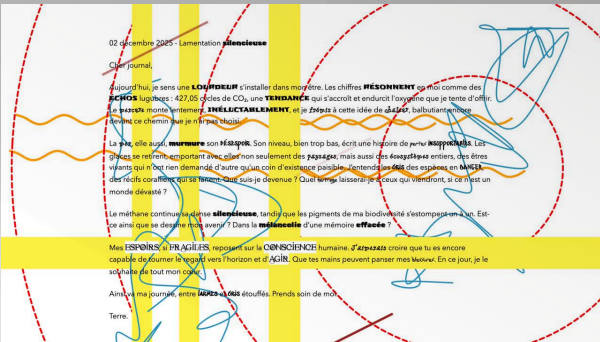 02 décembre 2025 - Lamentation silencieuse
Cher journal,
Aujourd'hui, je sens une LOURDEUR s'installer dans mon être. Les chiffres RÉSONNENT en moi comme des
ÉCHOS lugubres : 427,05 cycles de CO₂, une TENDANCE qui s'accroît et endurcit l'oxygène que je tente d'offrir.
Le monte lentement, INÉLUCTABLEMENT, et je à cette idée de balbutiant encore
devant ce chemin que je n'ai pas choisi.
La mer, elle aussi, murmure son DÉSESPOIR. Son niveau, bien trop bas, écrit une histoire de pertes INSUPPORTABLES. Les
glaces se retirent, emportant avec elles non seulement des paysages, mais aussi des écosystèmes entiers, des êtres
vivants qui n'ont rien demandé d'autre qu'un coin d'existence paisible. J'entends les CRIS des espèces en DANGER,
des récifs coralliens qui se fanent. Que suis-je devenue ? Quel laisserai-je à ceux qui viendront, si ce n'est un
monde dévasté ?
Le méthane continue sa danse silencieuse, tandis que les pigments de ma biodiversité s'estompent un à un. Est-
ce ainsi que se dessine mon avenir ? Dans la mélancolie d'une mémoire effacée ?
Mes ESPOIRS, si FRAGILES, reposent sur la CONSCIENCE humaine. J'aimerais croire que tu es encore
capable de tourner le regard vers l'horizon et d'AGIR. Que tes mains peuvent panser mes En ce jour, je le
souhaite de tout mon cœur.
Ainsi va ma journée, entre LARMES et CRIS étouffés. Prends soin de moi.
Terre.